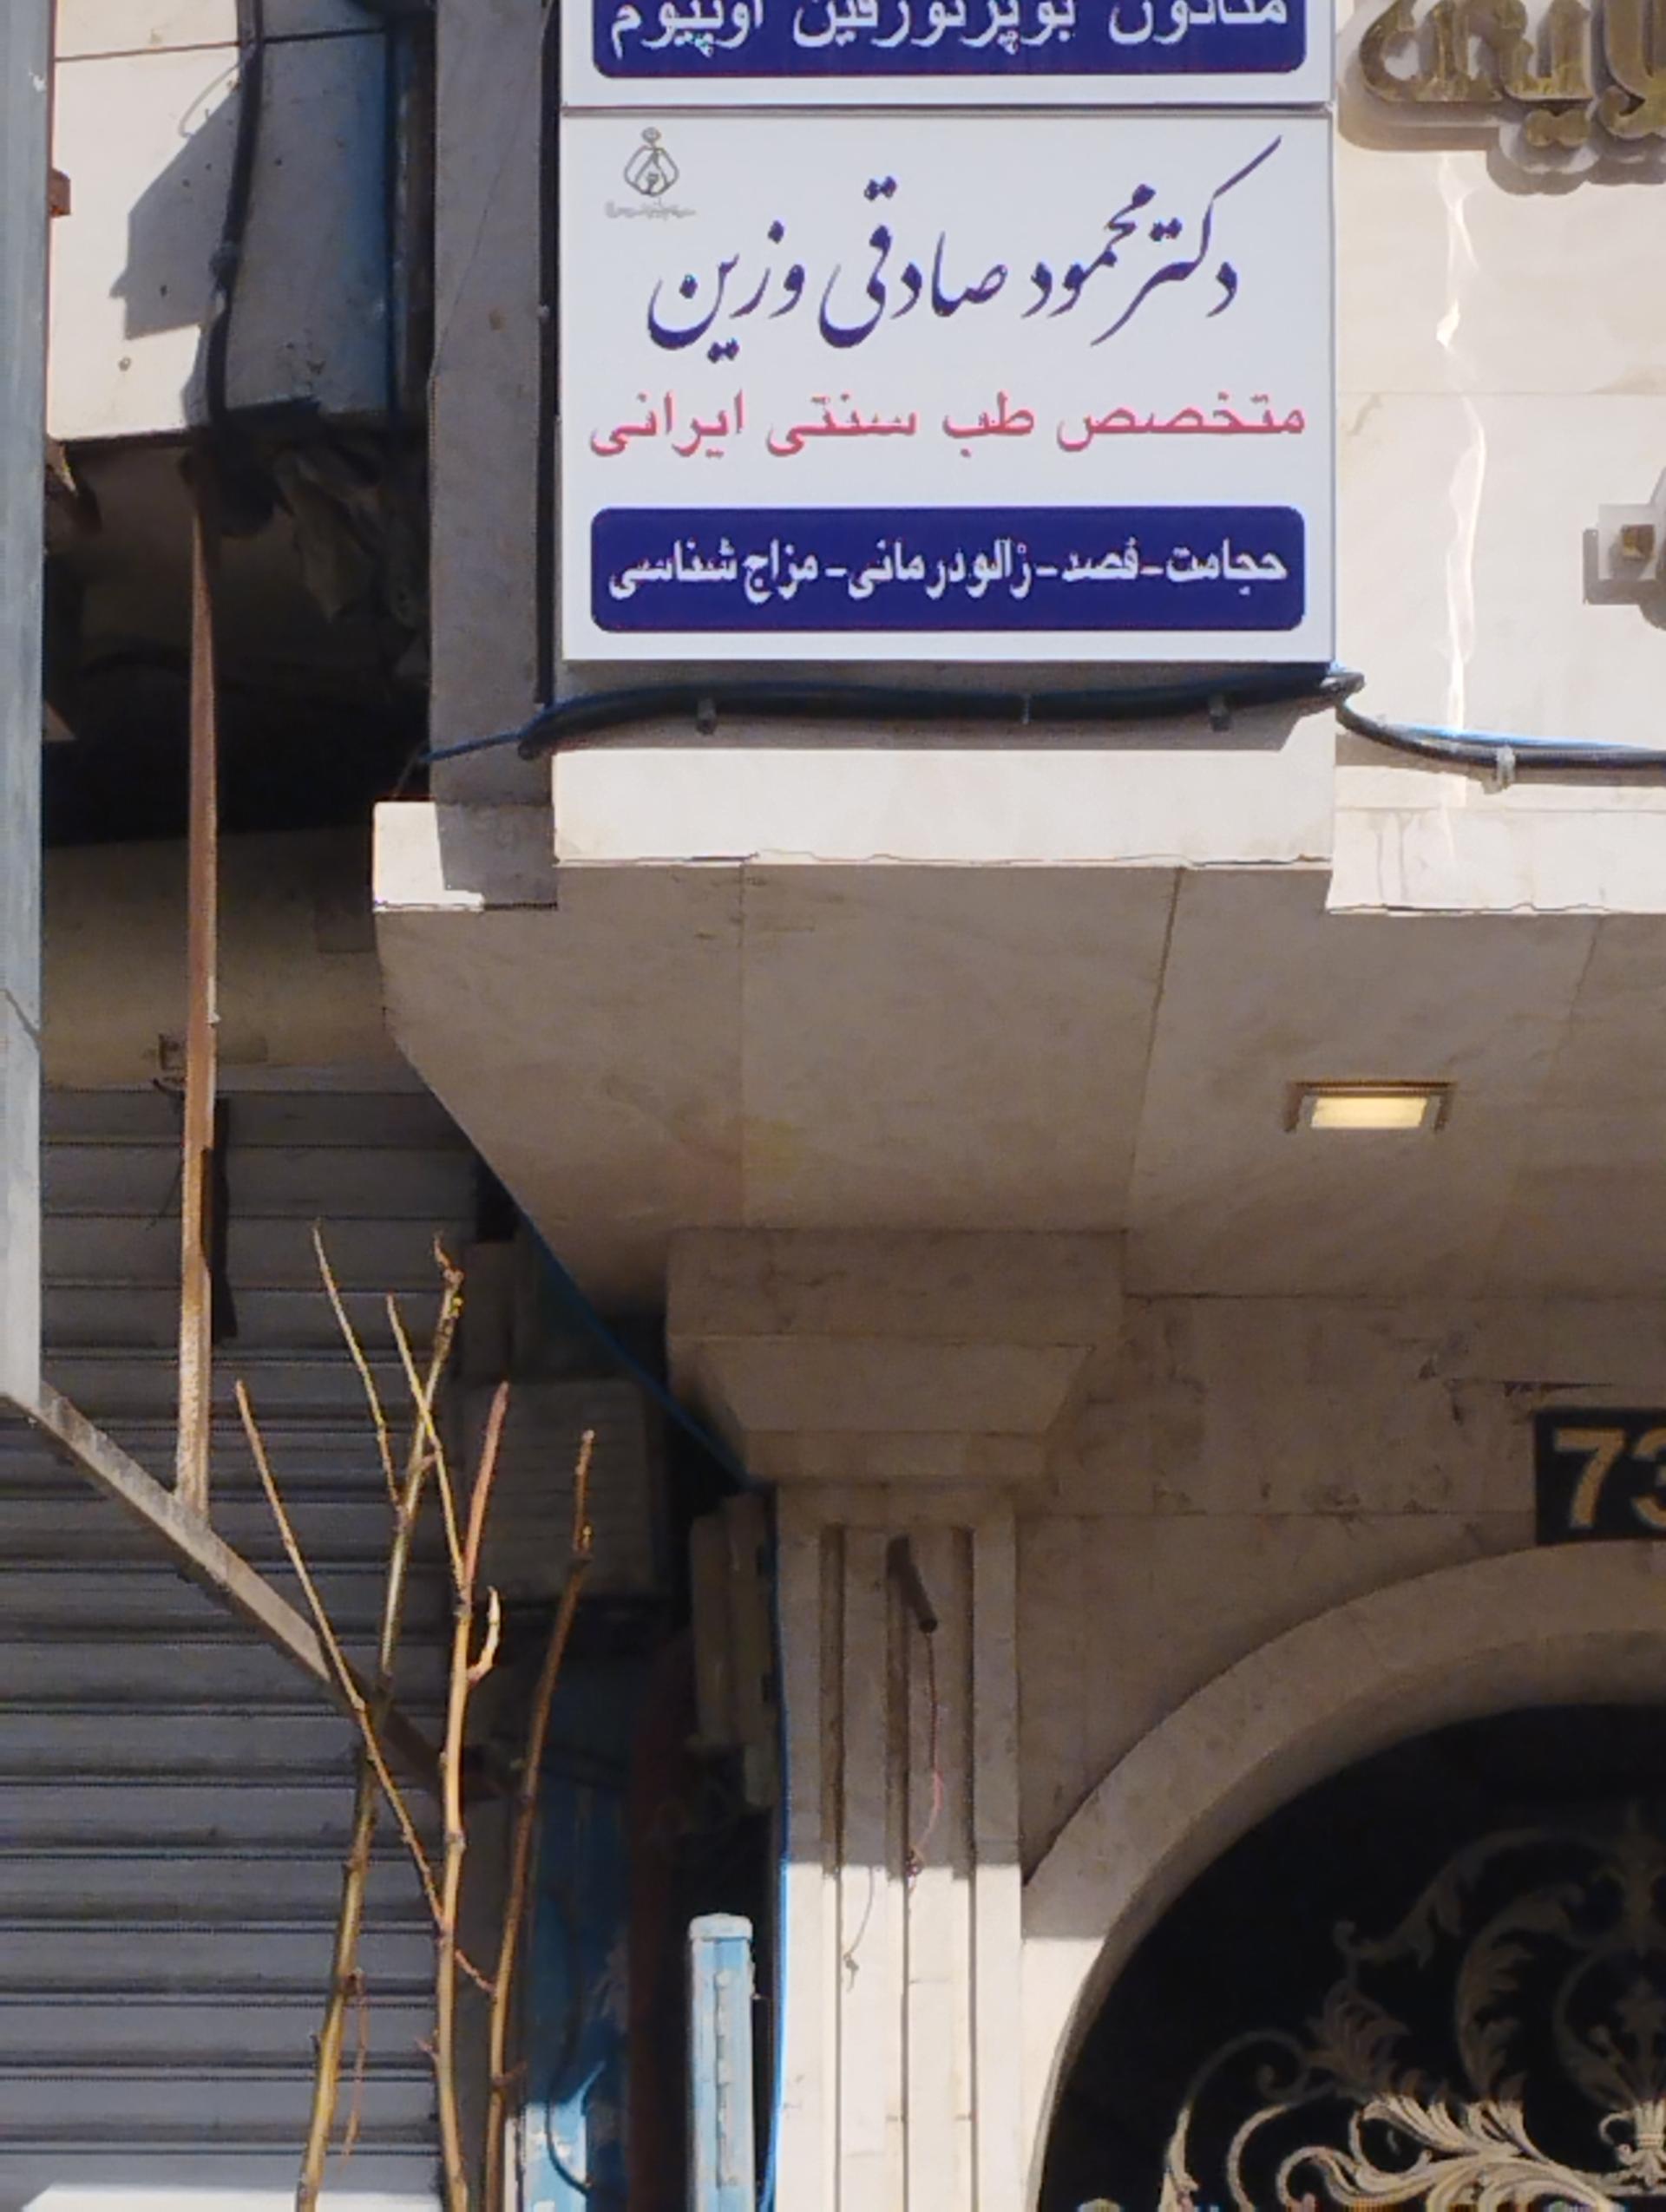 متادون بوپرنورفین اوپیوم
دکتر محمود صادقی وزین
متخصص طب سنتی ایرانی
حجامت-فصد-زالودرمانی-مزاج شناسی
73